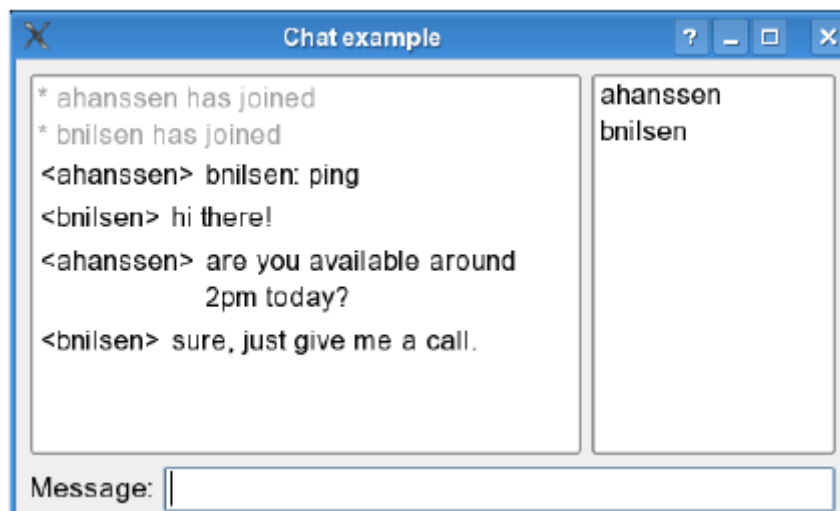 Chat example
* ahanssen has joined
* bnilsen has joined
<ahanssen> bnilsen: ping
<bnilsen> hi there!
<ahanssen> are you available around
2pm today?
<bnilsen> sure, just give me a call.
ahanssen
bnilsen
Message: